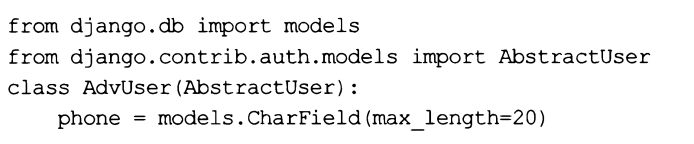 from django.db import models
from django.contrib.auth.models import AbstractUser
class AdvUser(AbstractUser):
    phone = models.CharField(max_length=20)